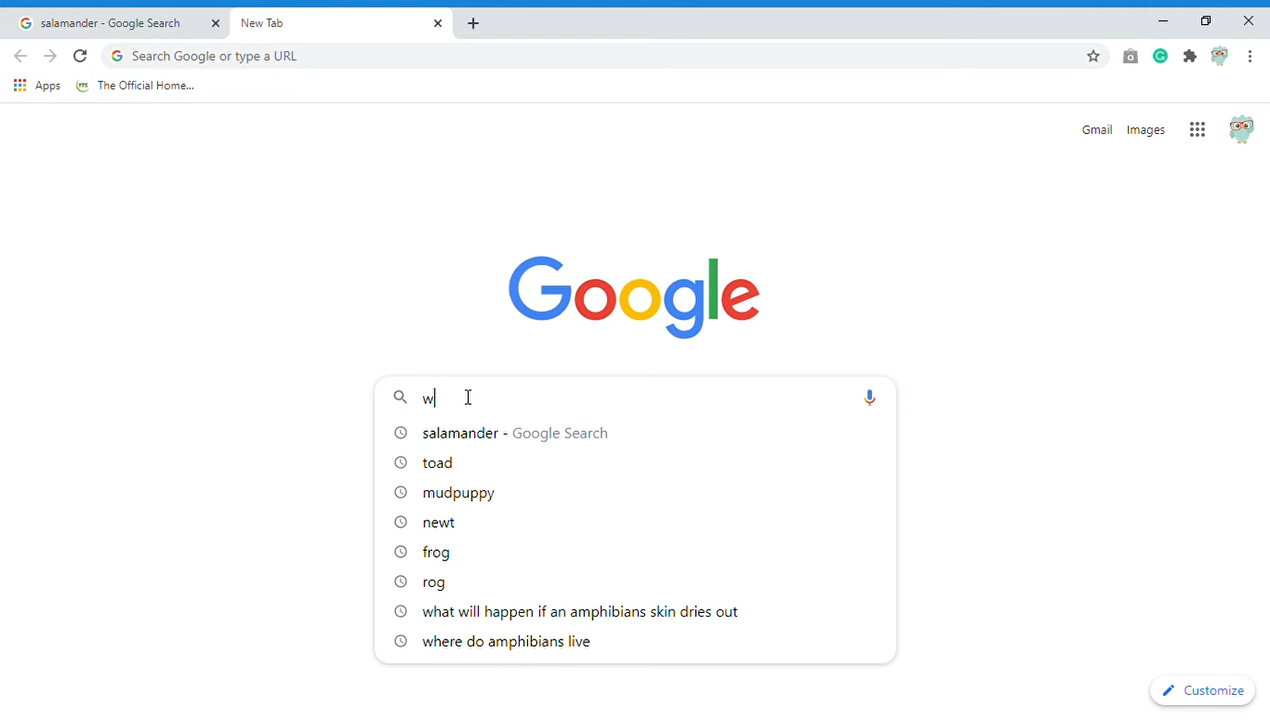 salamander - Google Search
New Tab
Search Google or type a URL
Apps
The Official Home...
Gmail
Images
Google
w
salamander - Google Search
toad
mudpuppy
newt
frog
rog
what will happen if an amphibians skin dries out
where do amphibians live
Customize